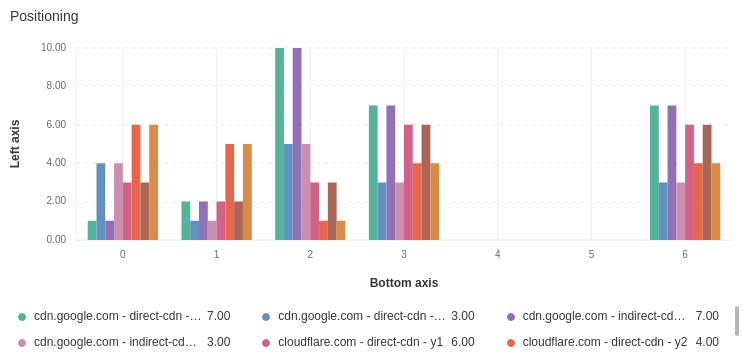 Positioning
10.00
8.00
6.00
4.00
2.00
0.00
Left axis
0 1 2 3 4 5 6
Bottom axis
cdn.google.com - direct-cdn -… 7.00 cdn.google.com - direct-cdn -… 3.00 cdn.google.com - indirect-cd… 7.00
cdn.google.com - indirect-cd… 3.00 cloudflare.com - direct-cdn - y1 6.00 cloudflare.com - direct-cdn - y2 4.00